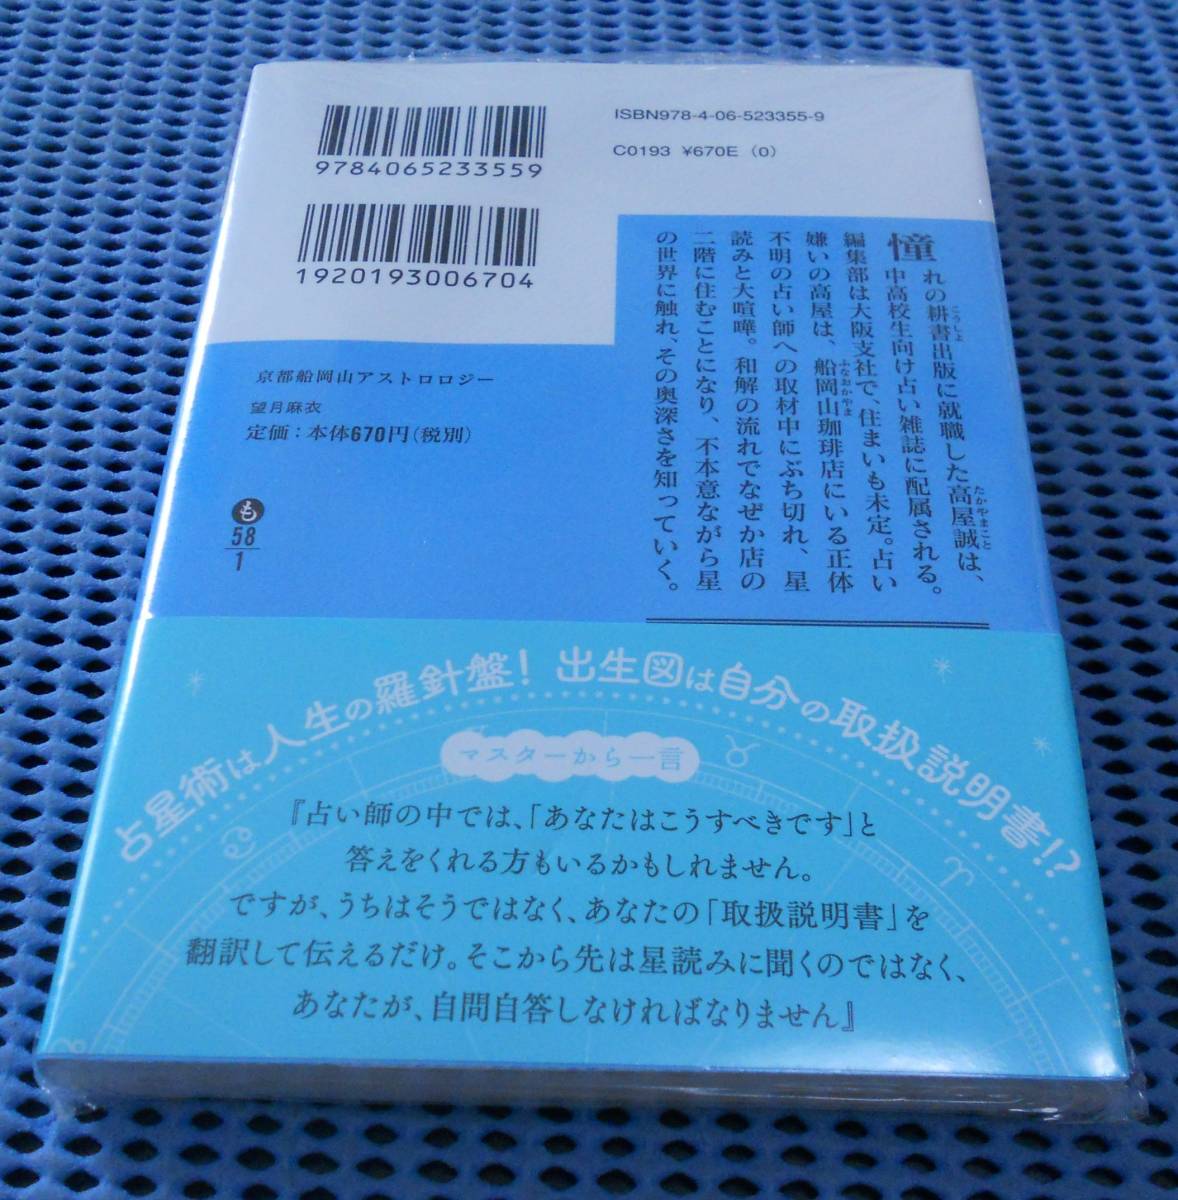 ISBN978-4-06-523355-9
C0193 ¥670E (0)
9784065233559
1920193006704
憧れの耕書出版に就職した高屋誠は、
こうしょ
たかやまこと
中高校生向け占い雑誌に配属される。
編集部は大阪支社で、住まいも未定。占い
嫌いの高屋は、船岡山珈琲店にいる正体
ふなおかやま
不明の占い師への取材中にぶち切れ、星
読みと大喧嘩。和解の流れでなぜか店の
二階に住むことになり、不本意ながら星
の世界に触れ、その奥深さを知っていく。
京都船岡山アストロロジー
望月麻衣
定価:本体670円(税別)
も
58
1
占星術は人生の羅針盤! 出生図は自分の取扱説明書!?
マスターから一言
『占い師の中では、「あなたはこうすべきです」と
答えをくれる方もいるかもしれません。
ですが、うちはそうではなく、あなたの「取扱説明書」を
翻訳して伝えるだけ。そこから先は星読みに聞くのではなく、
あなたが、自問自答しなければなりません』